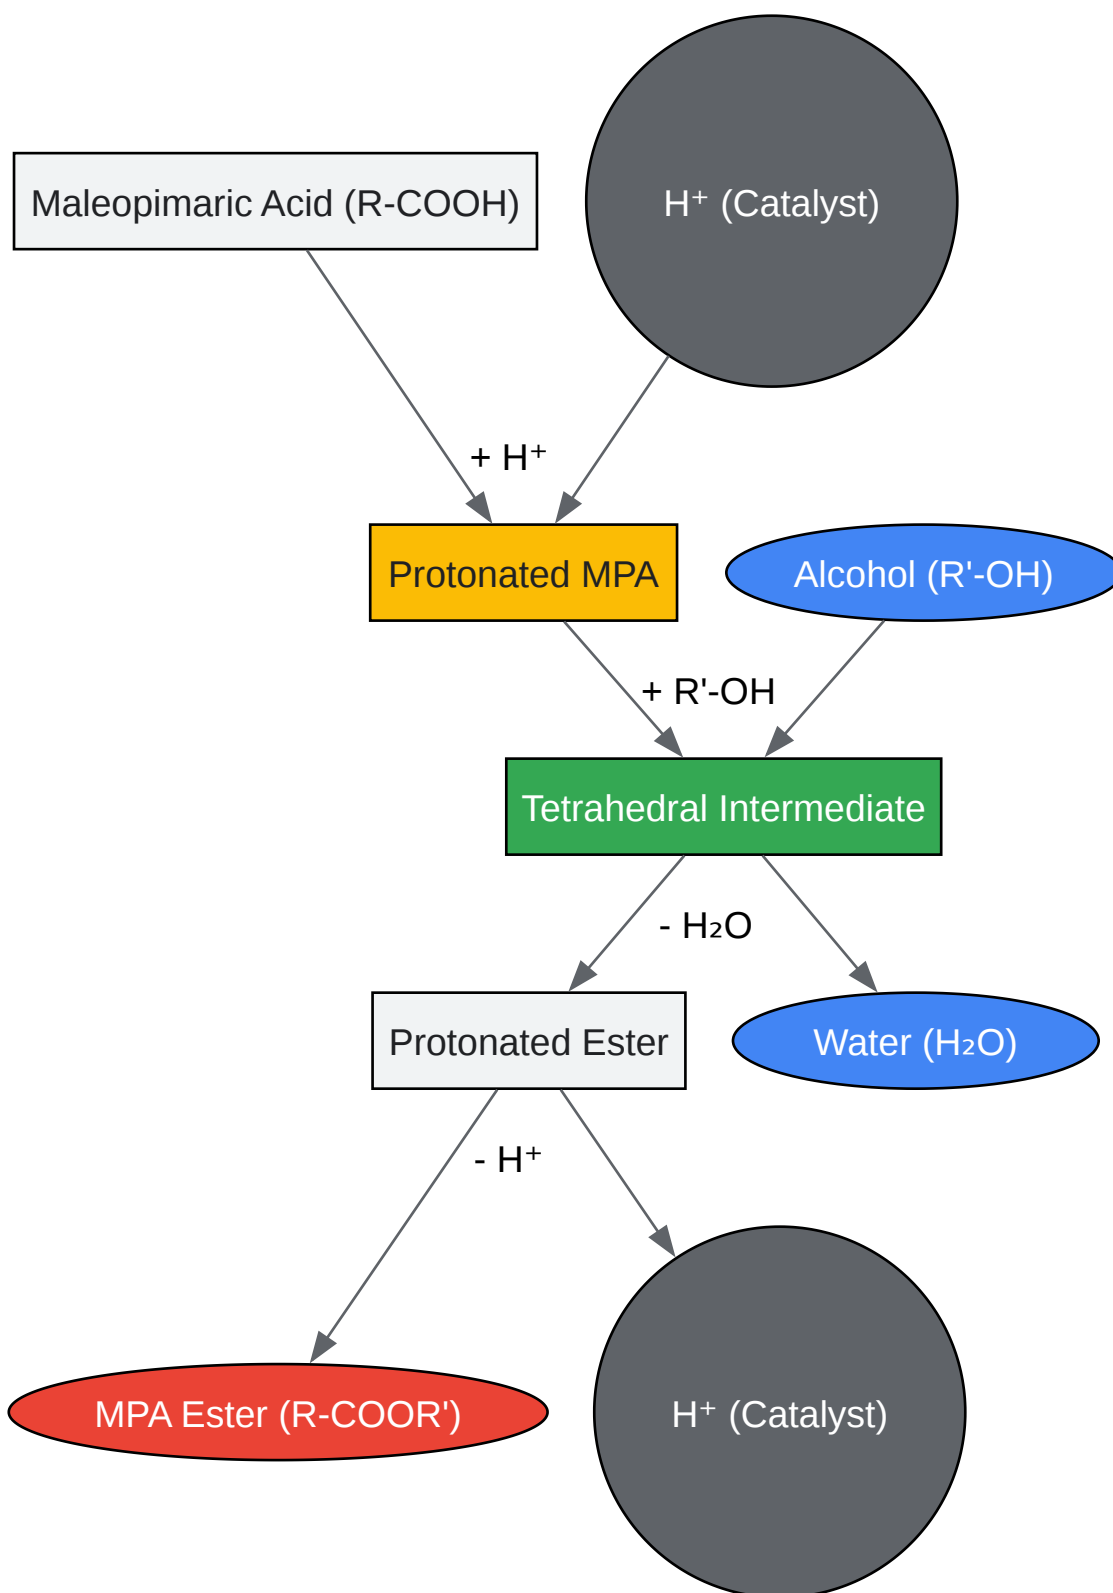 Maleopimaric Acid (R-COOH)
H⁺ (Catalyst)
+ H⁺
Protonated MPA
Alcohol (R'-OH)
+ R'-OH
Tetrahedral Intermediate
- H₂O
Protonated Ester
Water (H₂O)
- H⁺
MPA Ester (R-COOR')
H⁺ (Catalyst)